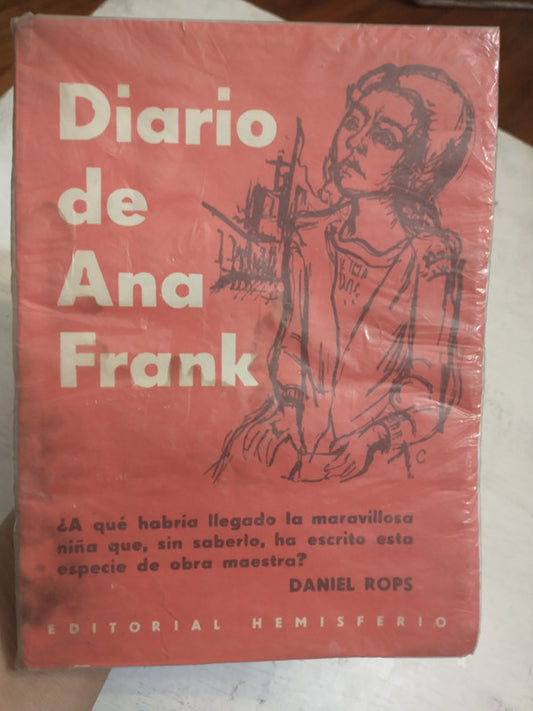 Diario
de
Ana
Frank
C
¿A qué habría llegado la maravillosa
niña que, sin saberlo, ha escrito esta
especie de obra maestra?
DANIEL ROPS
EDITORIAL HEMISFERIO